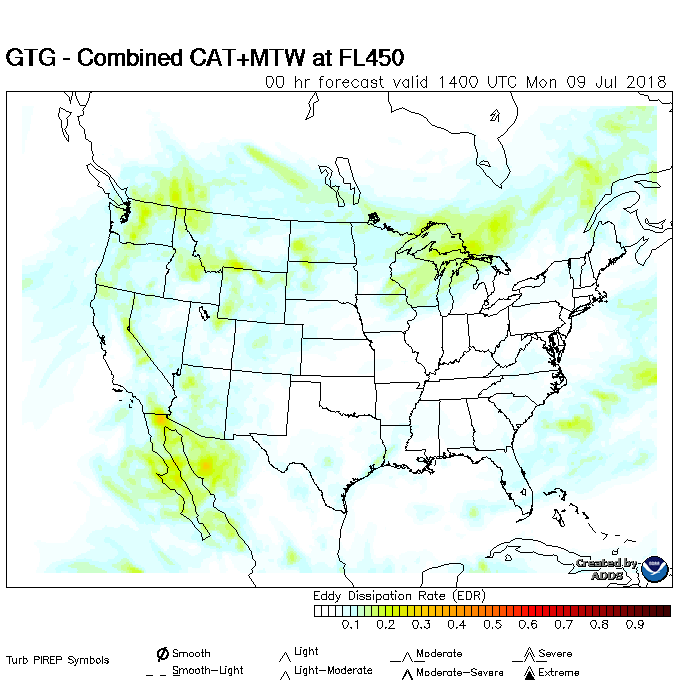 GTG - Combined CAT+MTW at FL450
00 hr forecast valid 1400 UTC Mon 09 Jul 2018
Created by
ADDS
Eddy Dissipation Rate (EDR)
0.1 0.2 0.3 0.4 0.5 0.6 0.7 0.8 0.9
Turb PIREP Symbols
Smooth Light Moderate Severe
Smooth-Light Light-Moderate Moderate-Severe Extreme